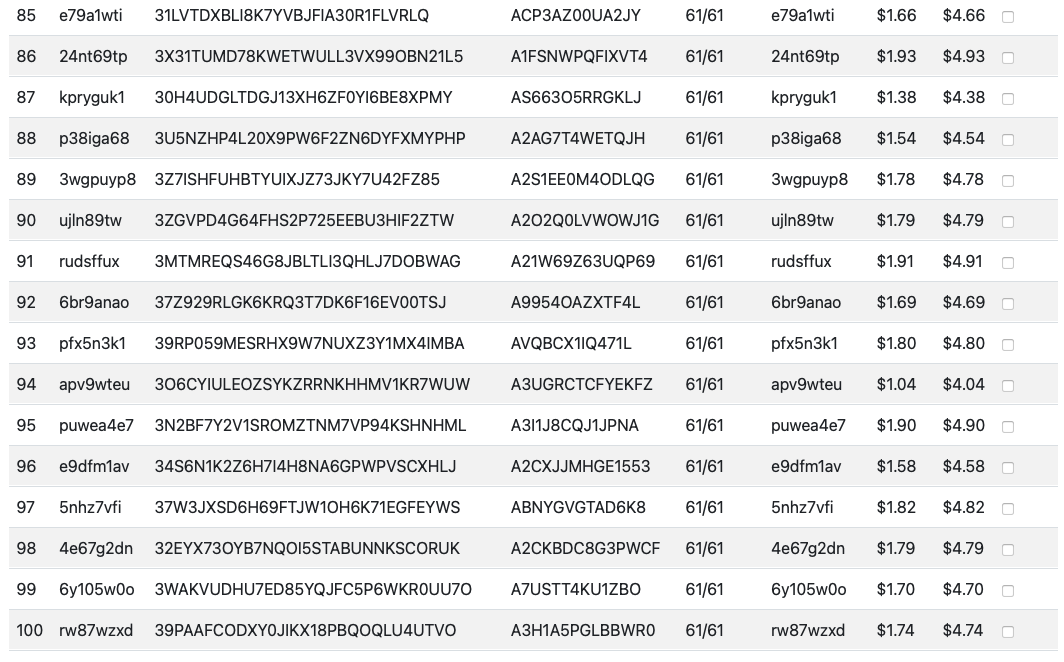 85 e79a1wti 31LVTDXBLI8K7YVBJFIA30R1FLVRLQ ACP3AZ00UA2JY 61/61 e79a1wti $1.66 $4.66
86 24nt69tp 3X31TUMD78KWETWULL3VX99OBN21L5 A1FSNWPQFIXVT4 61/61 24nt69tp $1.93 $4.93
87 kpryguk1 30H4UDGLTDGJ13XH6ZF0YI6BE8XPMY AS663O5RRGKLJ 61/61 kpryguk1 $1.38 $4.38
88 p38iga68 3U5NZHP4L20X9PW6F2ZN6DYFXMYPHP A2AG7T4WETQJH 61/61 p38iga68 $1.54 $4.54
89 3wgpuyp8 3Z7ISHFUHBTYUIXJZ73JKY7U42FZ85 A2S1EE0M4ODLQG 61/61 3wgpuyp8 $1.78 $4.78
90 ujln89tw 3ZGVPD4G64FHS2P725EEBU3HIF2ZTW A2O2Q0LVWOWJ1G 61/61 ujln89tw $1.79 $4.79
91 rudsffux 3MTMREQS46G8JBLTLI3QHLJ7DOBWAG A21W69Z63UQP69 61/61 rudsffux $1.91 $4.91
92 6br9anao 37Z929RLGK6KRQ3T7DK6F16EV00TSJ A9954OAZXTF4L 61/61 6br9anao $1.69 $4.69
93 pfx5n3k1 39RP059MESRHX9W7NUXZ3Y1MX4IMBA AVQBCX1IQ471L 61/61 pfx5n3k1 $1.80 $4.80
94 apv9wteu 3O6CYIULEOZSYKZRRNKHHMV1KR7WUW A3UGRCTCFYEKFZ 61/61 apv9wteu $1.04 $4.04
95 puwea4e7 3N2BF7Y2V1SROMZTNM7VP94KSHNHML A3I1J8CQJ1JPNA 61/61 puwea4e7 $1.90 $4.90
96 e9dfm1av 34S6N1K2Z6H7I4H8NA6GPWPVSCXHLJ A2CXJJMHGE1553 61/61 e9dfm1av $1.58 $4.58
97 5nhz7vfi 37W3JXSD6H69FTJW1OH6K71EGFEYWS ABNYGVGTAD6K8 61/61 5nhz7vfi $1.82 $4.82
98 4e67g2dn 32EYX73OYB7NQOI5STABUNNKSCORUK A2CKBDC8G3PWCF 61/61 4e67g2dn $1.79 $4.79
99 6y105w0o 3WAKVUDHU7ED85YQJFC5P6WKR0UU7O A7USTT4KU1ZBO 61/61 6y105w0o $1.70 $4.70
100 rw87wzxd 39PAAFCODXY0JIKX18PBQOQLU4UTVO A3H1A5PGLBBWR0 61/61 rw87wzxd $1.74 $4.74